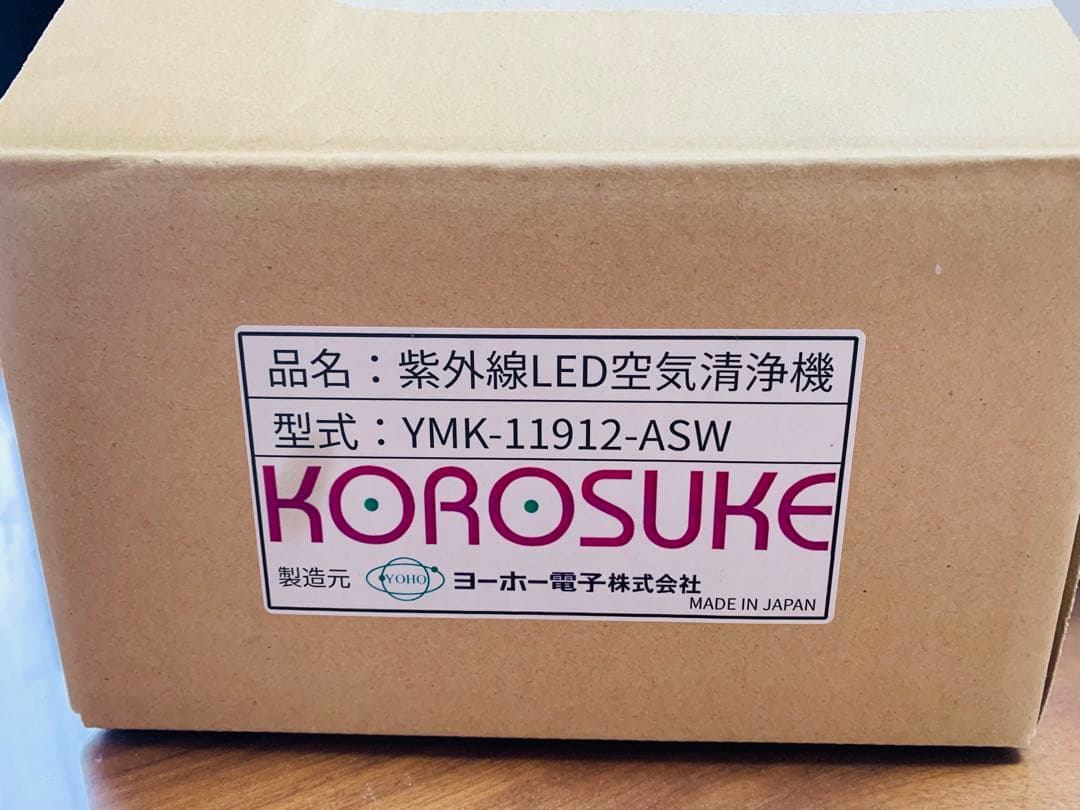 品名：紫外線LED空気清浄機
型式：YMK-11912-ASW
KOROSUKE
製造元 YOHO ヨーホー電子株式会社
MADE IN JAPAN